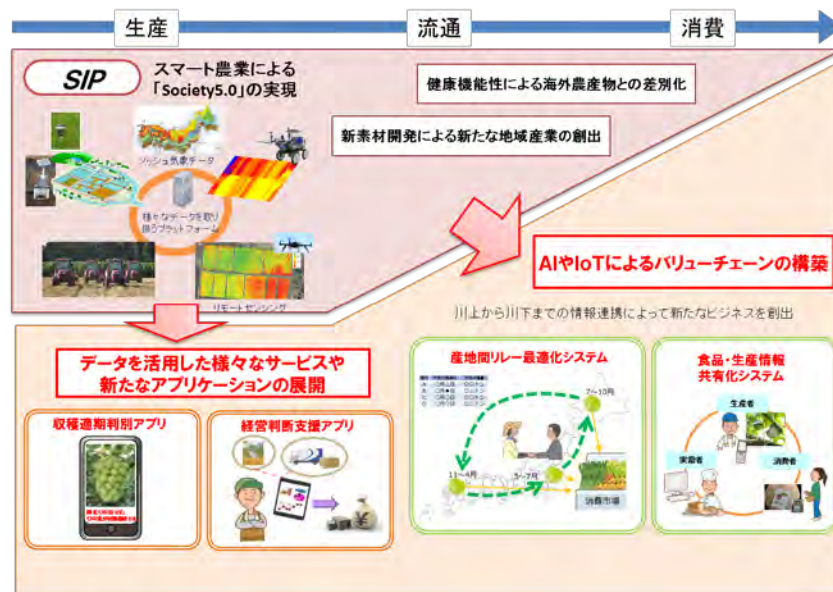 生産
流通
消費
SIP
スマート農業による
「Society5.0」の実現
健康機能性による海外農産物との差別化
新素材開発による新たな地域産業の創出
メッシュ気象データ
様々なデータを取り
扱うプラットフォーム
リモートセンシング
AIやIoTによるバリューチェーンの構築
川上から川下までの情報連携によって新たなビジネスを創出
データを活用した様々なサービスや
新たなアプリケーションの展開
収穫適期判別アプリ
経営判断支援アプリ
産地間リレー最適化システム
7～10月
11～4月
5～7月
消費市場
食品・生産情報
共有化システム
生産者
実需者
消費者